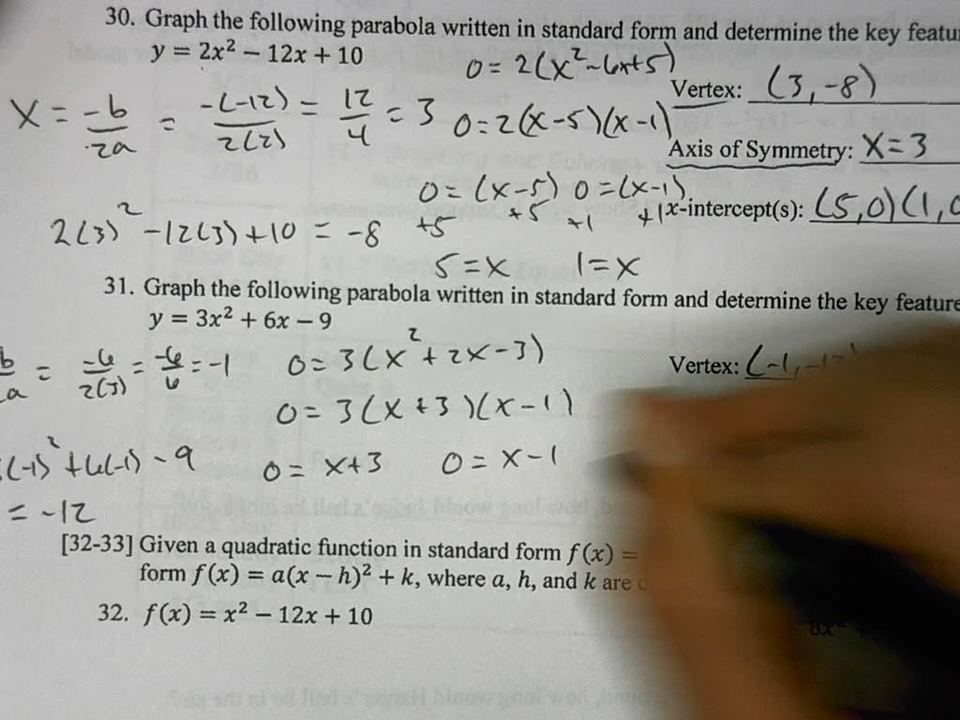 30. Graph the following parabola written in standard form and determine the key featu
y = 2x² − 12x + 10
0 = 2(x²-6x+5)
Vertex: (3, -8)
X = -b/2a = -(-12)/2(2) = 12/4 = 3
0 = 2(x-5)(x-1)
Axis of Symmetry: X=3
0 = (x-5) 0 = (x-1)
+5 +5 +1 +1
x-intercept(s): (5,0)(1,0
2(3)² -12(3)+10 = -8
5 = x 1 = x
31. Graph the following parabola written in standard form and determine the key feature
y = 3x² + 6x − 9
b/a = -6/2(3) = -6/6 = -1
0 = 3(x²+2x-3)
Vertex: (-1, -1
0 = 3(x+3)(x-1)
(-1)² + 6(-1) - 9
0 = x+3 0 = x-1
= -12
[32-33] Given a quadratic function in standard form f(x) =
form f(x) = a(x − h)² + k, where a, h, and k are
32. f(x) = x² − 12x + 10
8x²